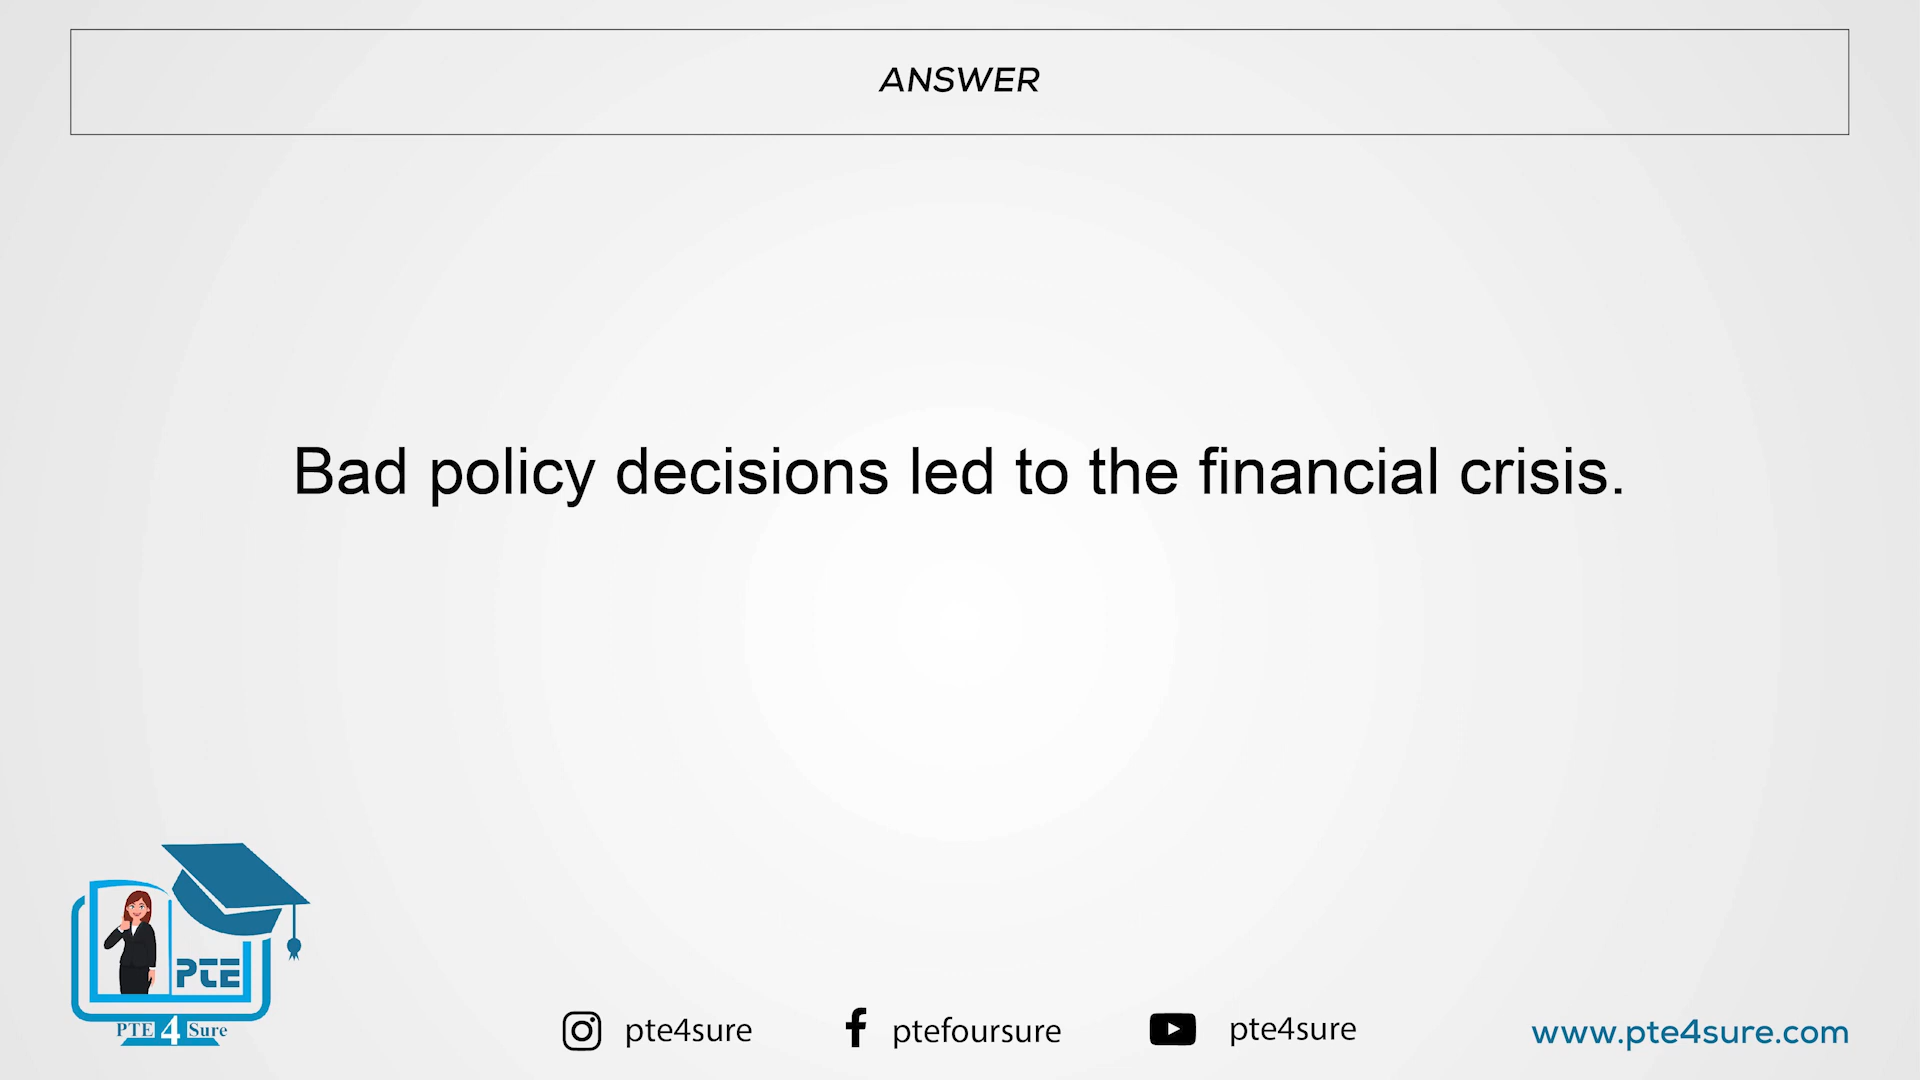 ANSWER
Bad policy decisions led to the financial crisis.
PTE
PTE 4 Sure
pte4sure
ptefoursure
pte4sure
www.pte4sure.com